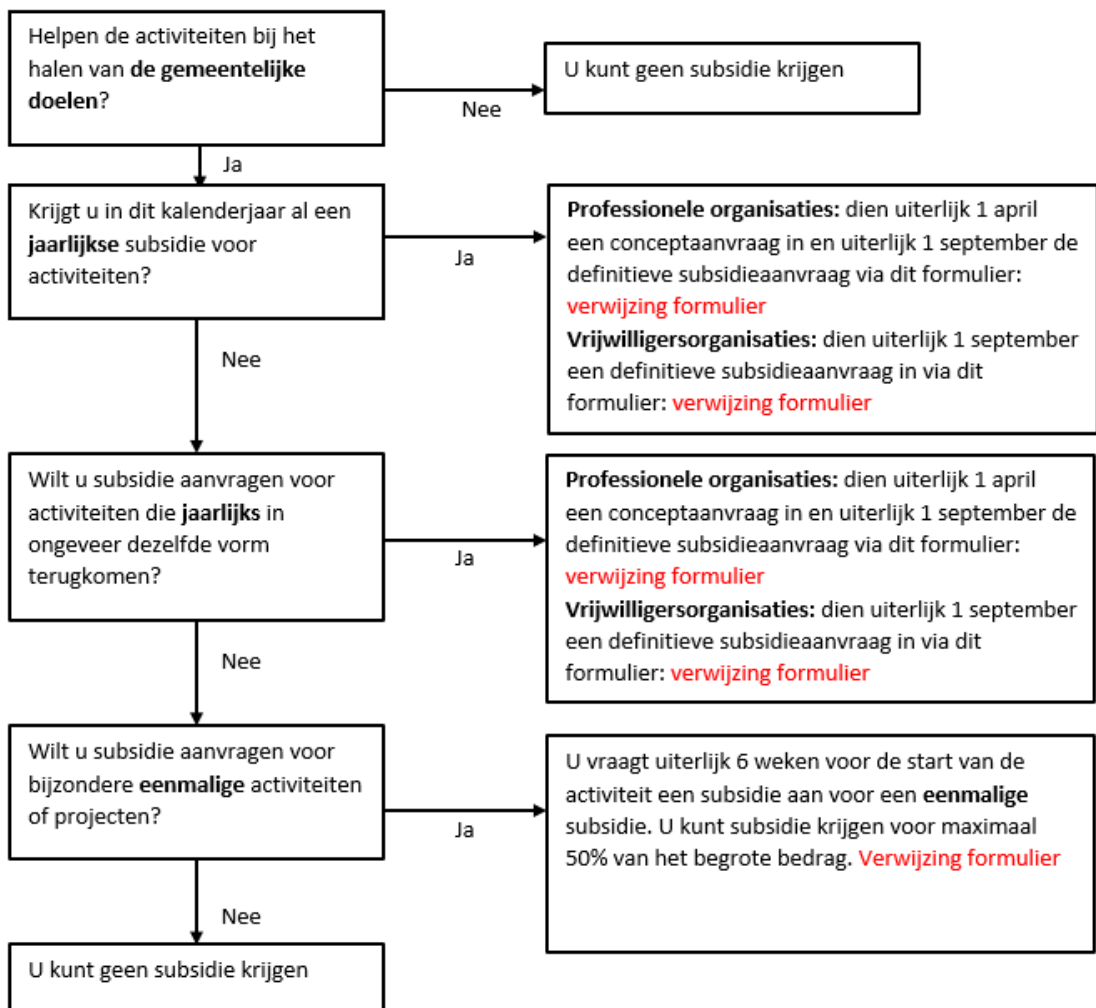 Helpen de activiteiten bij het
halen van de gemeentelijke
doelen?
U kunt geen subsidie krijgen
Nee
Ja
Krijgt u in dit kalenderjaar al een
jaarlijkse subsidie voor
activiteiten?
Ja
Professionele organisaties: dien uiterlijk 1 april
een conceptaanvraag in en uiterlijk 1 september de
definitieve subsidieaanvraag via dit formulier:
verwijzing formulier
Vrijwilligersorganisaties: dien uiterlijk 1 september
een definitieve subsidieaanvraag in via dit
formulier: verwijzing formulier
Nee
Wilt u subsidie aanvragen voor
activiteiten die jaarlijks in
ongeveer dezelfde vorm
terugkomen?
Ja
Professionele organisaties: dien uiterlijk 1 april
een conceptaanvraag in en uiterlijk 1 september de
definitieve subsidieaanvraag via dit formulier:
verwijzing formulier
Vrijwilligersorganisaties: dien uiterlijk 1 september
een definitieve subsidieaanvraag in via dit
formulier: verwijzing formulier
Nee
Wilt u subsidie aanvragen voor
bijzondere eenmalige activiteiten
of projecten?
Ja
U vraagt uiterlijk 6 weken voor de start van de
activiteit een subsidie aan voor een eenmalige
subsidie. U kunt subsidie krijgen voor maximaal
50% van het begrote bedrag. Verwijzing formulier
Nee
U kunt geen subsidie krijgen